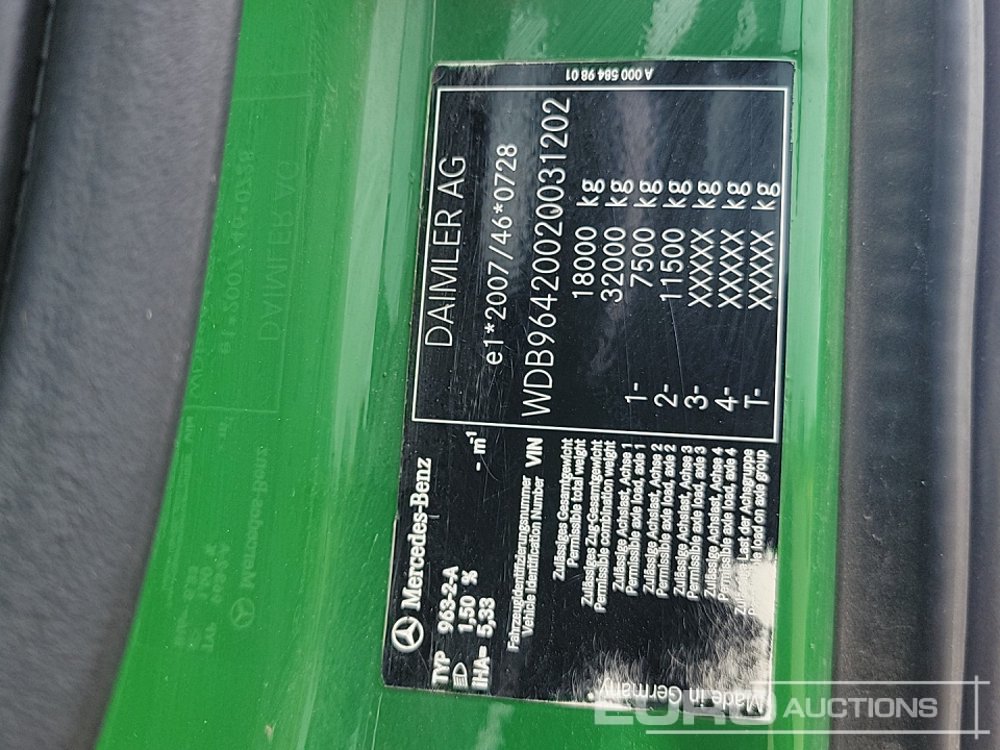 Mercedes-Benz
TYP 963-2-A
1,50 %
iHA= 5,33 - m⁻¹
DAIMLER AG
e1*2007/46*0728
Fahrzeugidentifizierungsnummer
Vehicle Identification Number VIN
WDB96420020031202
Zulässiges Gesamtgewicht
Permissible total weight 18000 kg
Zulässiges Zug-Gesamtgewicht
Permissible combination weight 32000 kg
Zulässige Achslast, Achse 1
Permissible axle load, axle 1 1- 7500 kg
Zulässige Achslast, Achse 2
Permissible axle load, axle 2 2- 11500 kg
Zulässige Achslast, Achse 3
Permissible axle load, axle 3 3- XXXXX kg
Zulässige Achslast, Achse 4
Permissible axle load, axle 4 4- XXXXX kg
Last der Achsgruppe
load on axle group T- XXXXX kg
Made in Germany
A 000 584 98 01
EURO AUCTIONS